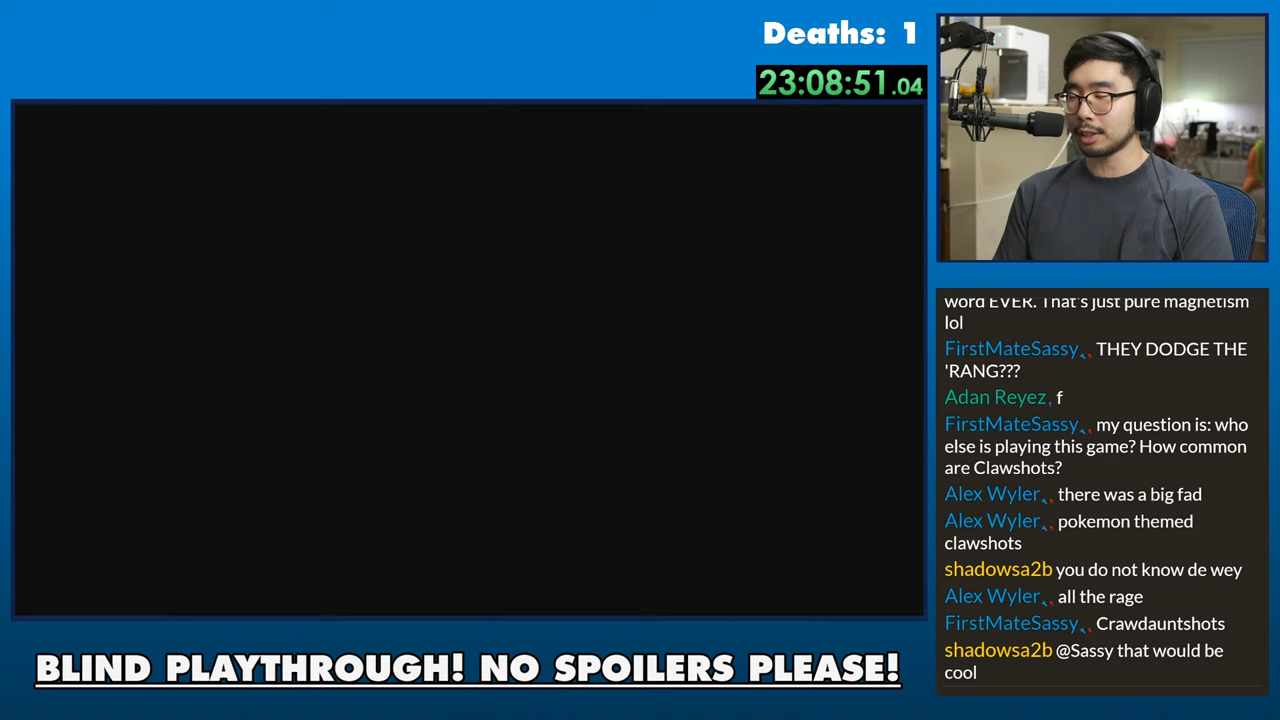 Deaths: 1
23:08:51.04
word EVER. That's just pure magnetism
lol
FirstMateSassy THEY DODGE THE
'RANG???
Adan Reyez f
FirstMateSassy my question is: who
else is playing this game? How common
are Clawshots?
Alex Wyler there was a big fad
Alex Wyler pokemon themed
clawshots
shadowsa2b you do not know de wey
Alex Wyler all the rage
FirstMateSassy Crawdauntshots
shadowsa2b @Sassy that would be
cool
BLIND PLAYTHROUGH! NO SPOILERS PLEASE!